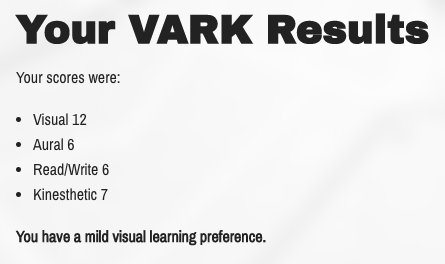 Your VARK Results
Your scores were:
• Visual 12
• Aural 6
• Read/Write 6
• Kinesthetic 7
You have a mild visual learning preference.